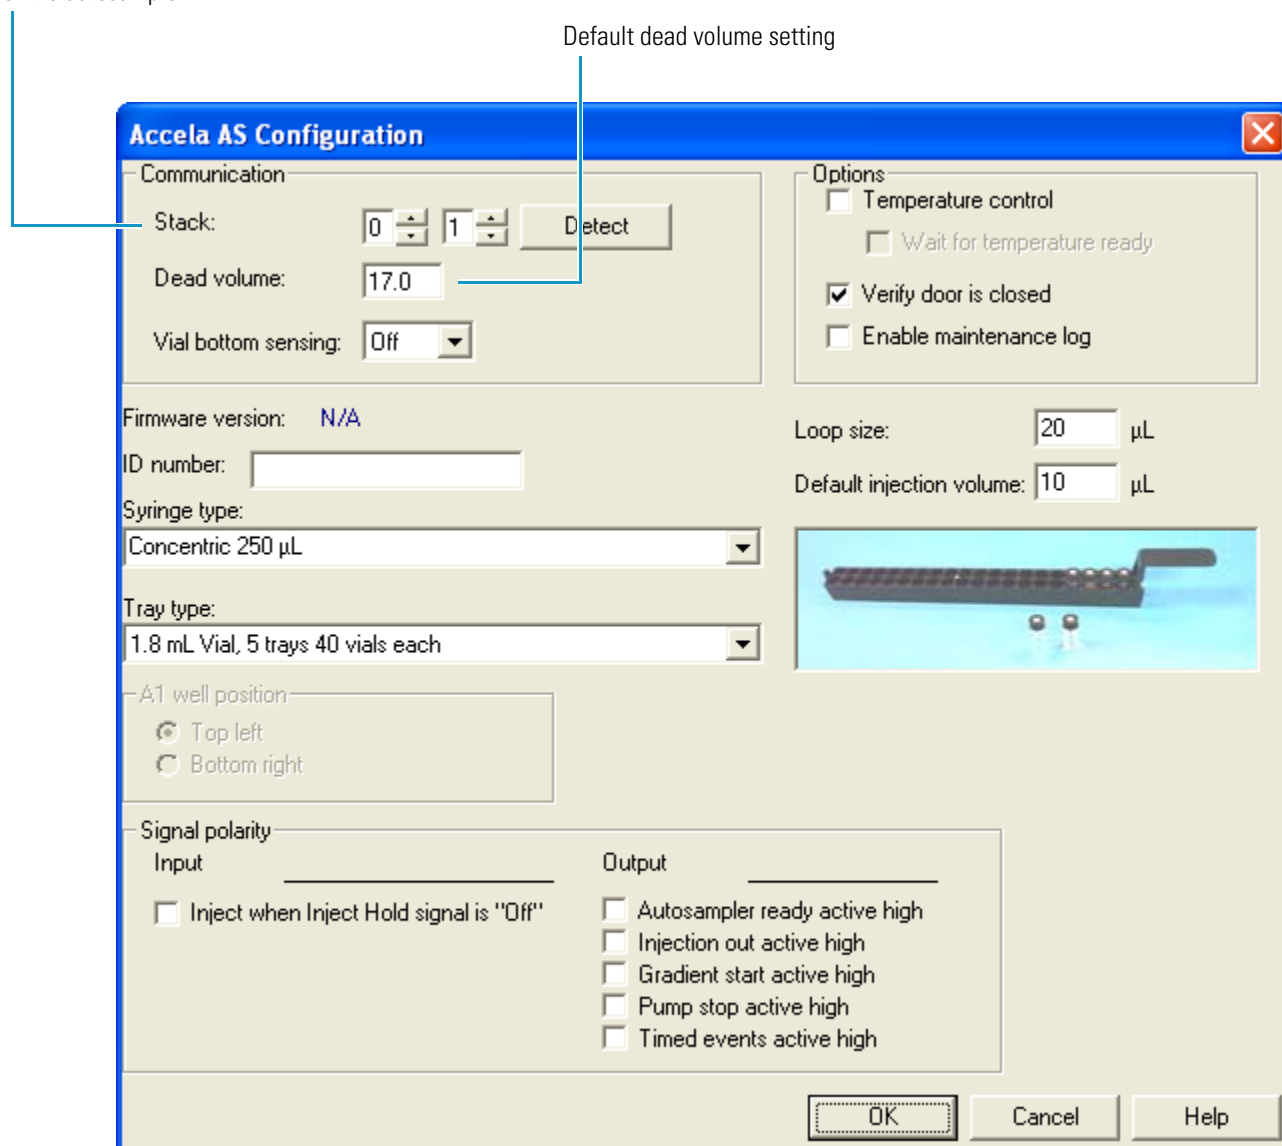 Default dead volume setting
Accela AS Configuration
Communication
Stack: 0 1 Detect
Dead volume: 17.0
Vial bottom sensing: Off
Options
Temperature control
Wait for temperature ready
Verify door is closed
Enable maintenance log
Firmware version: N/A
ID number:
Syringe type:
Concentric 250 µL
Loop size: 20 µL
Default injection volume: 10 µL
Tray type:
1.8 mL Vial, 5 trays 40 vials each
A1 well position
Top left
Bottom right
Signal polarity
Input
Inject when Inject Hold signal is "Off"
Output
Autosampler ready active high
Injection out active high
Gradient start active high
Pump stop active high
Timed events active high
OK Cancel Help